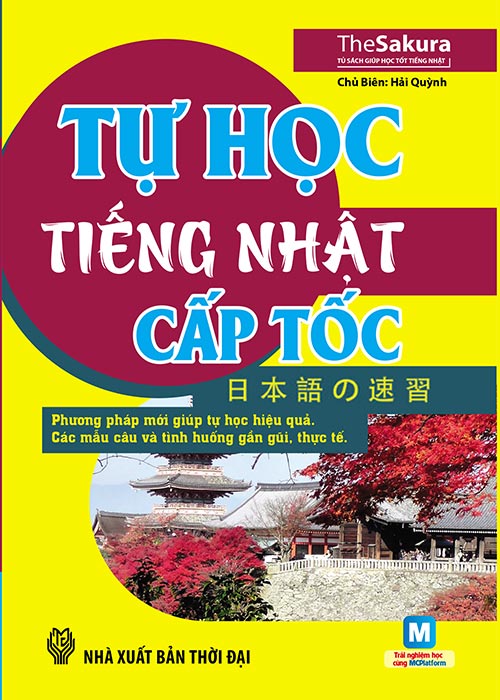 TheSakura
TỦ SÁCH GIÚP HỌC TỐT TIẾNG NHẬT
Chủ Biên: Hải Quỳnh
TỰ HỌC
TIẾNG NHẬT
CẤP TỐC
日本語の速習
Phương pháp mới giúp tự học hiệu quả.
Các mẫu câu và tình huống gần gũi, thực tế.
NHÀ XUẤT BẢN THỜI ĐẠI
M
Trải nghiệm học
cùng MCPlatform